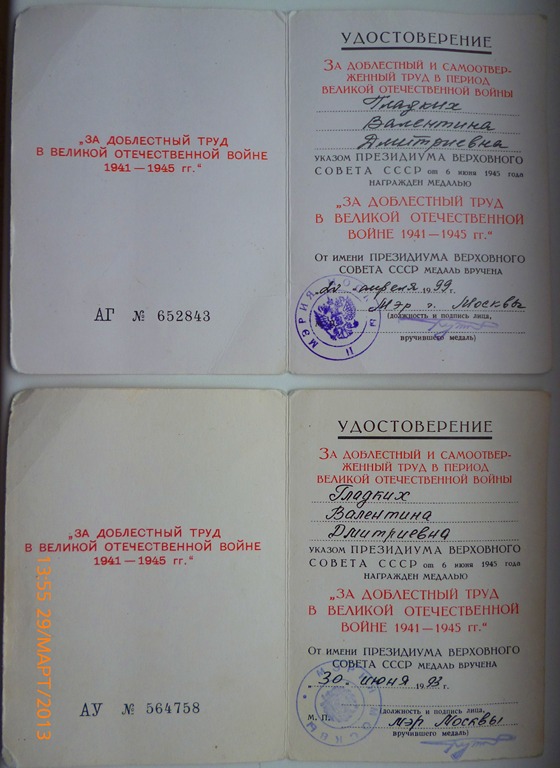 „ЗА ДОБЛЕСТНЫЙ ТРУД
В ВЕЛИКОЙ ОТЕЧЕСТВЕННОЙ ВОЙНЕ
1941—1945 гг.“
АГ № 652843
УДОСТОВЕРЕНИЕ
ЗА ДОБЛЕСТНЫЙ И САМООТВЕР-
ЖЕННЫЙ ТРУД В ПЕРИОД
ВЕЛИКОЙ ОТЕЧЕСТВЕННОЙ ВОЙНЫ
Гладких
Валентина
Дмитриевна
УКАЗОМ ПРЕЗИДИУМА ВЕРХОВНОГО
СОВЕТА СССР от 6 июня 1945 года
НАГРАЖДЕН МЕДАЛЬЮ
„ЗА ДОБЛЕСТНЫЙ ТРУД
В ВЕЛИКОЙ ОТЕЧЕСТВЕННОЙ
ВОЙНЕ 1941—1945 гг.“
От имени ПРЕЗИДИУМА ВЕРХОВНОГО
СОВЕТА СССР МЕДАЛЬ ВРУЧЕНА
апреля 1999 г.
Мэр г. Москвы
(должность и подпись лица,
вручившего медаль)
МЭРИЯ МОСКВЫ
„ЗА ДОБЛЕСТНЫЙ ТРУД
В ВЕЛИКОЙ ОТЕЧЕСТВЕННОЙ ВОЙНЕ
1941—1945 гг.“
АУ № 564758
УДОСТОВЕРЕНИЕ
ЗА ДОБЛЕСТНЫЙ И САМООТВЕР-
ЖЕННЫЙ ТРУД В ПЕРИОД
ВЕЛИКОЙ ОТЕЧЕСТВЕННОЙ ВОЙНЫ
Гладких
Валентина
Дмитриевна
УКАЗОМ ПРЕЗИДИУМА ВЕРХОВНОГО
СОВЕТА СССР от 6 июня 1945 года
НАГРАЖДЕН МЕДАЛЬЮ
„ЗА ДОБЛЕСТНЫЙ ТРУД
В ВЕЛИКОЙ ОТЕЧЕСТВЕННОЙ
ВОЙНЕ 1941—1945 гг.“
От имени ПРЕЗИДИУМА ВЕРХОВНОГО
СОВЕТА СССР МЕДАЛЬ ВРУЧЕНА
„30“ июня 1993 г.
(должность и подпись лица,
М. П. мэр Москвы
вручившего медаль)
МЭРИЯ МОСКВЫ
13:55 29/МАРТ/2013